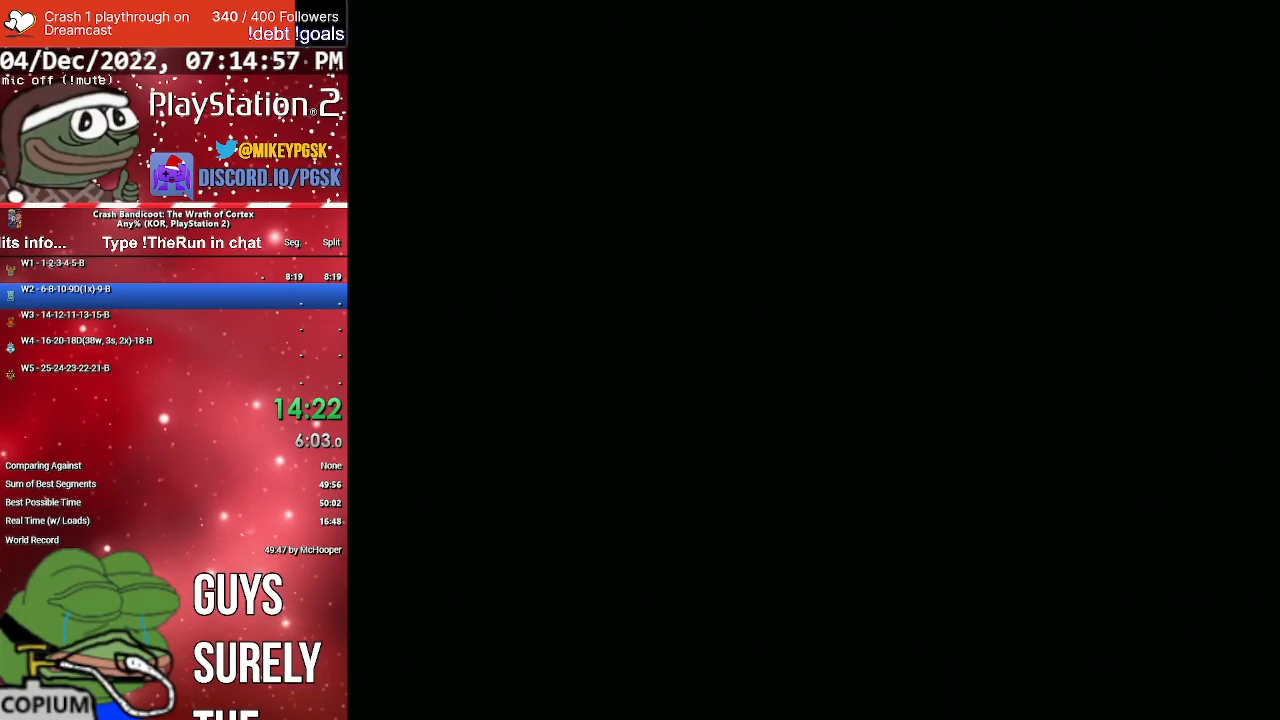 Crash 1 playthrough on Dreamcast
340 / 400 Followers
!debt !goals
04/Dec/2022, 07:14:57 PM
mic off (!mute)
PlayStation®2
@MIKEYPGSK
DISCORD.IO/PGSK
Crash Bandicoot: The Wrath of Cortex
Any% (KOR, PlayStation 2)
lits info... Type !TheRun in chat Seg. Split
W1 - 1-2-3-4-5-B
- 8:19 8:19
W2 - 6-8-10-9D(1x)-9-B
- -
W3 - 14-12-11-13-15-B
- -
W4 - 16-20-18D(38w, 3s, 2x)-18-B
- -
W5 - 25-24-23-22-21-B
- -
14:22
6:03.0
Comparing Against None
Sum of Best Segments 49:56
Best Possible Time 50:02
Real Time (w/ Loads) 16:48
World Record
49:47 by McHooper
GUYS
SURELY
THE
COPIUM